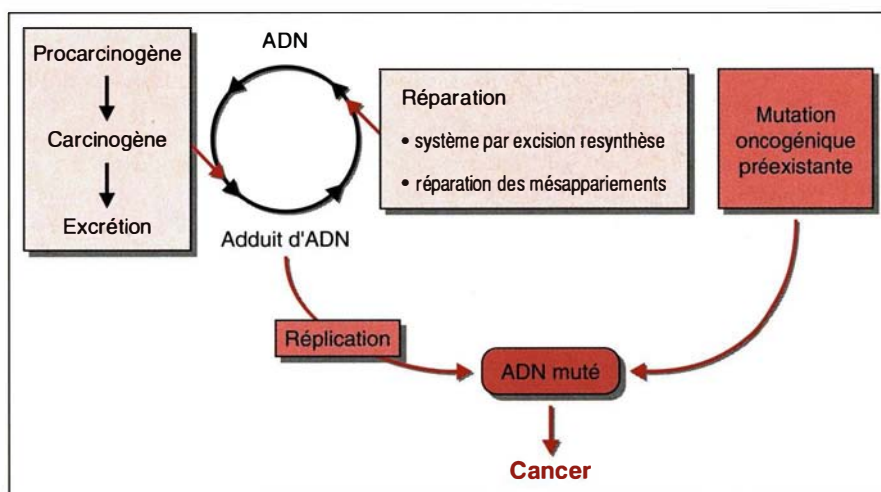 Procarcinogène
Carcinogène
Excrétion
ADN
Adduit d'ADN
Réparation
• système par excision resynthèse
• réparation des mésappariements
Mutation
oncogénique
préexistante
Réplication
ADN muté
Cancer